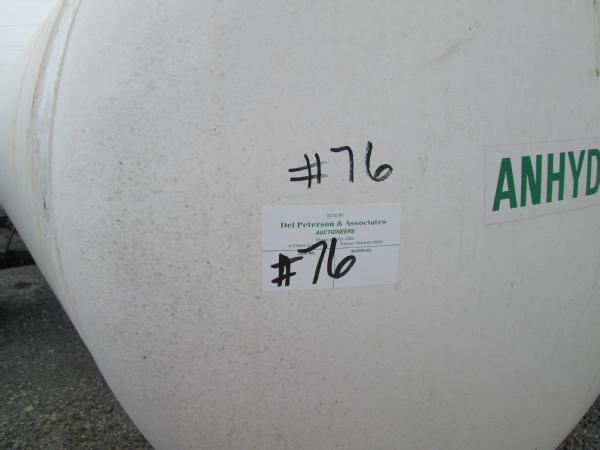 #76
ANHYD
SOLD BY
Del Peterson & Associates
AUCTIONEERS
#76